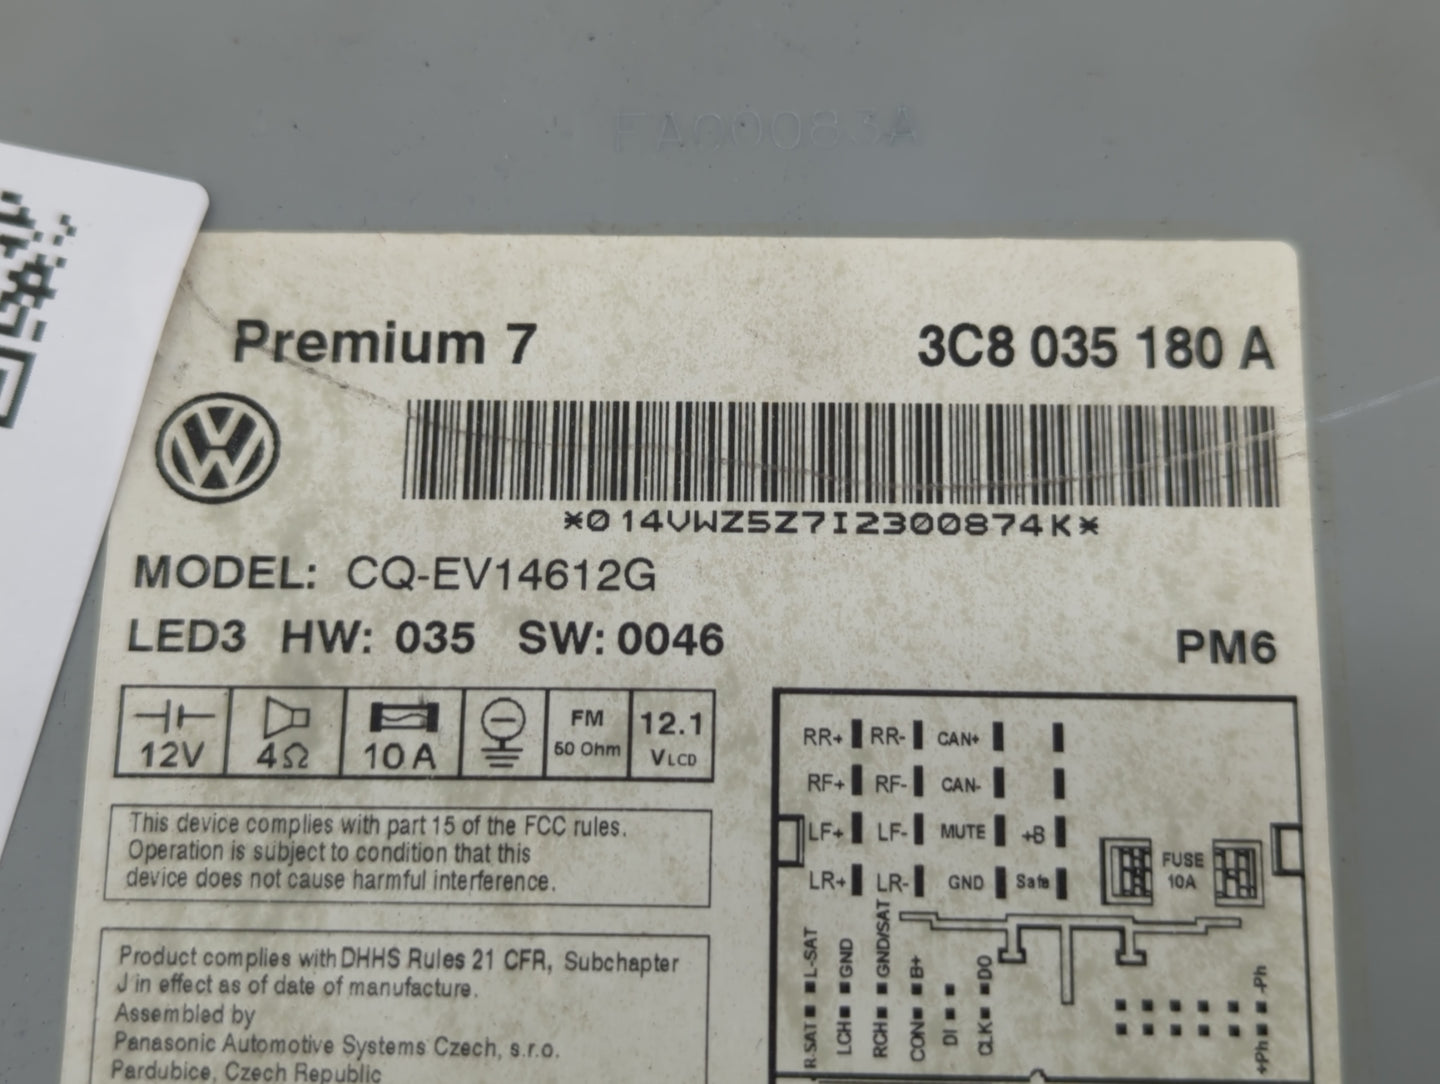 FA00083A
Premium 7 3C8 035 180 A
*014VWZ5Z7I2300874K*
MODEL: CQ-EV14612G
LED3 HW: 035 SW: 0046 PM6
12V 4Ω 10A FM 50 Ohm 12.1 VLCD
This device complies with part 15 of the FCC rules.
Operation is subject to condition that this
device does not cause harmful interference.
Product complies with DHHS Rules 21 CFR, Subchapter
J in effect as of date of manufacture.
Assembled by
Panasonic Automotive Systems Czech, s.r.o.
Pardubice, Czech Republic
RR+ RR- CAN+
RF+ RF- CAN-
LF+ LF- MUTE +B
LR+ LR- GND Safe
FUSE
10A
R-SAT L-SAT
LCH GND
RCH GND/SAT
CON B+
DI
CLK DO
+Ph -Ph